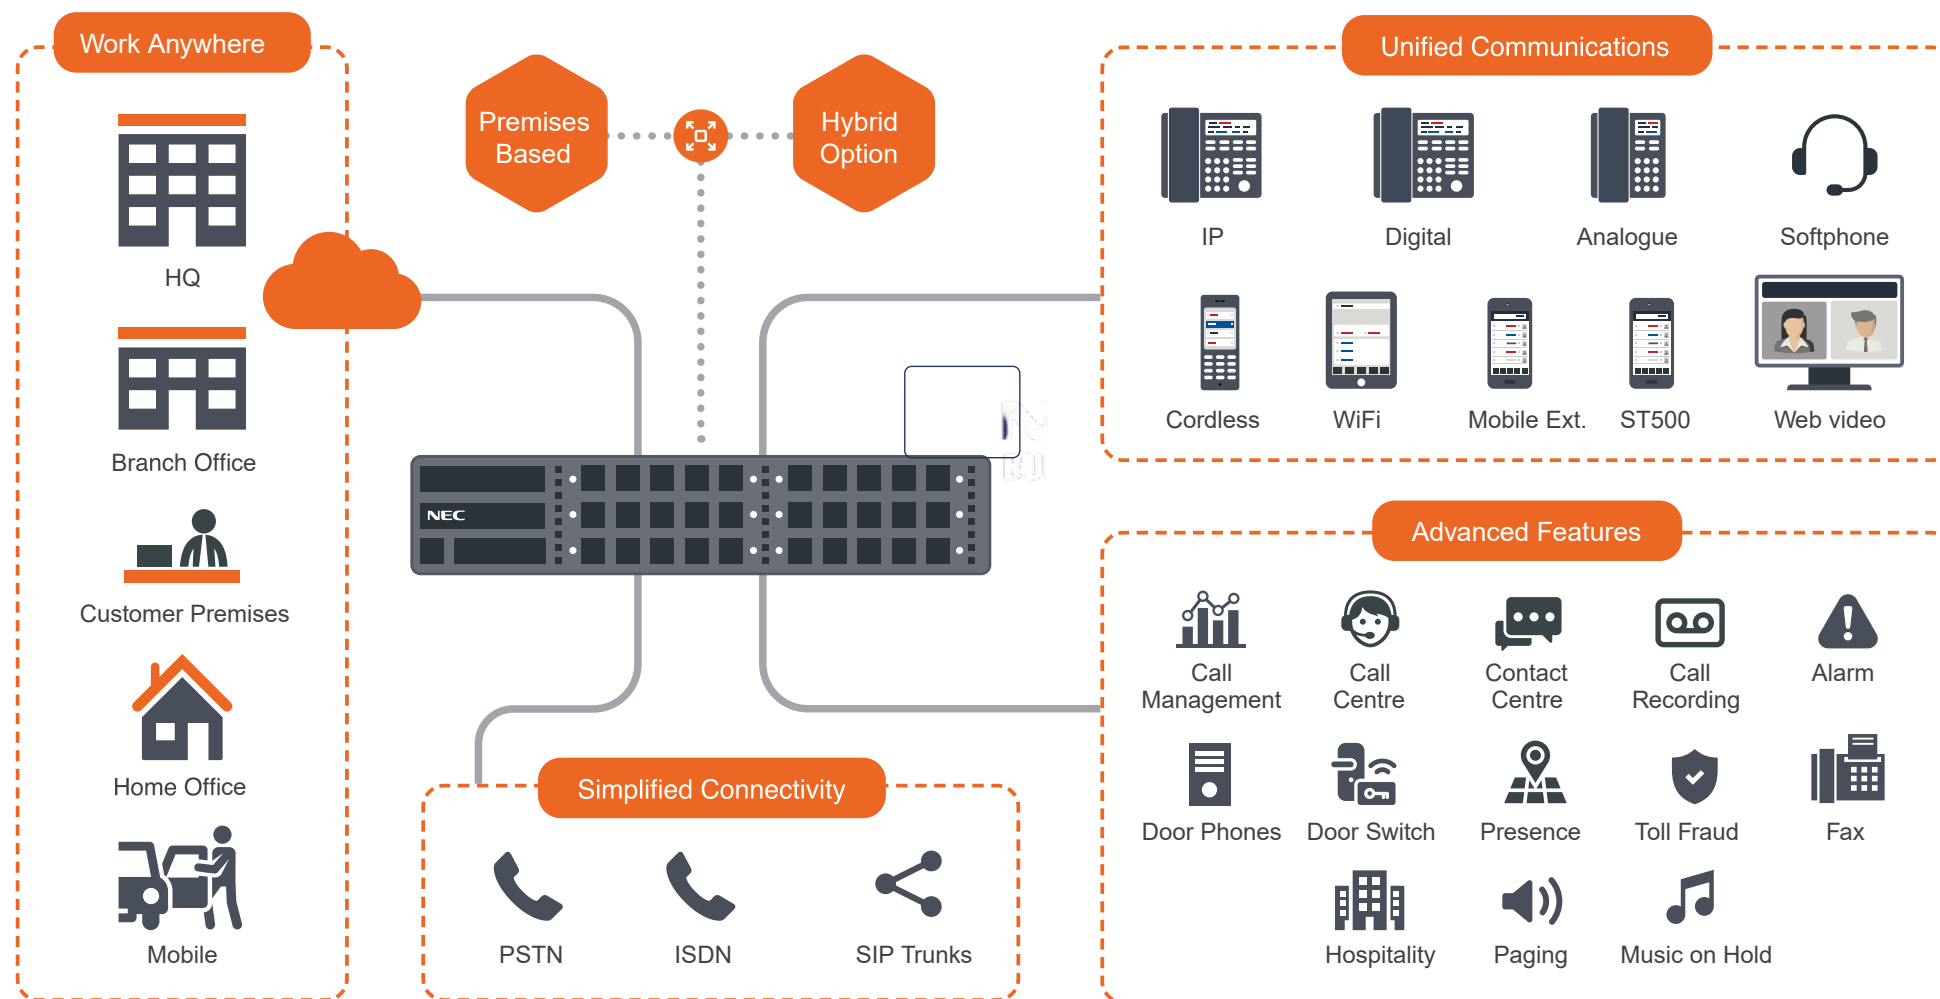 Work Anywhere
HQ
Branch Office
Customer Premises
Home Office
Mobile
Premises
Based
Hybrid
Option
NEC
Simplified Connectivity
PSTN
ISDN
SIP Trunks
Unified Communications
IP
Digital
Analogue
Softphone
Cordless
WiFi
Mobile Ext.
ST500
Web video
Advanced Features
Call
Management
Call
Centre
Contact
Centre
Call
Recording
Alarm
Door Phones
Door Switch
Presence
Toll Fraud
Fax
Hospitality
Paging
Music on Hold